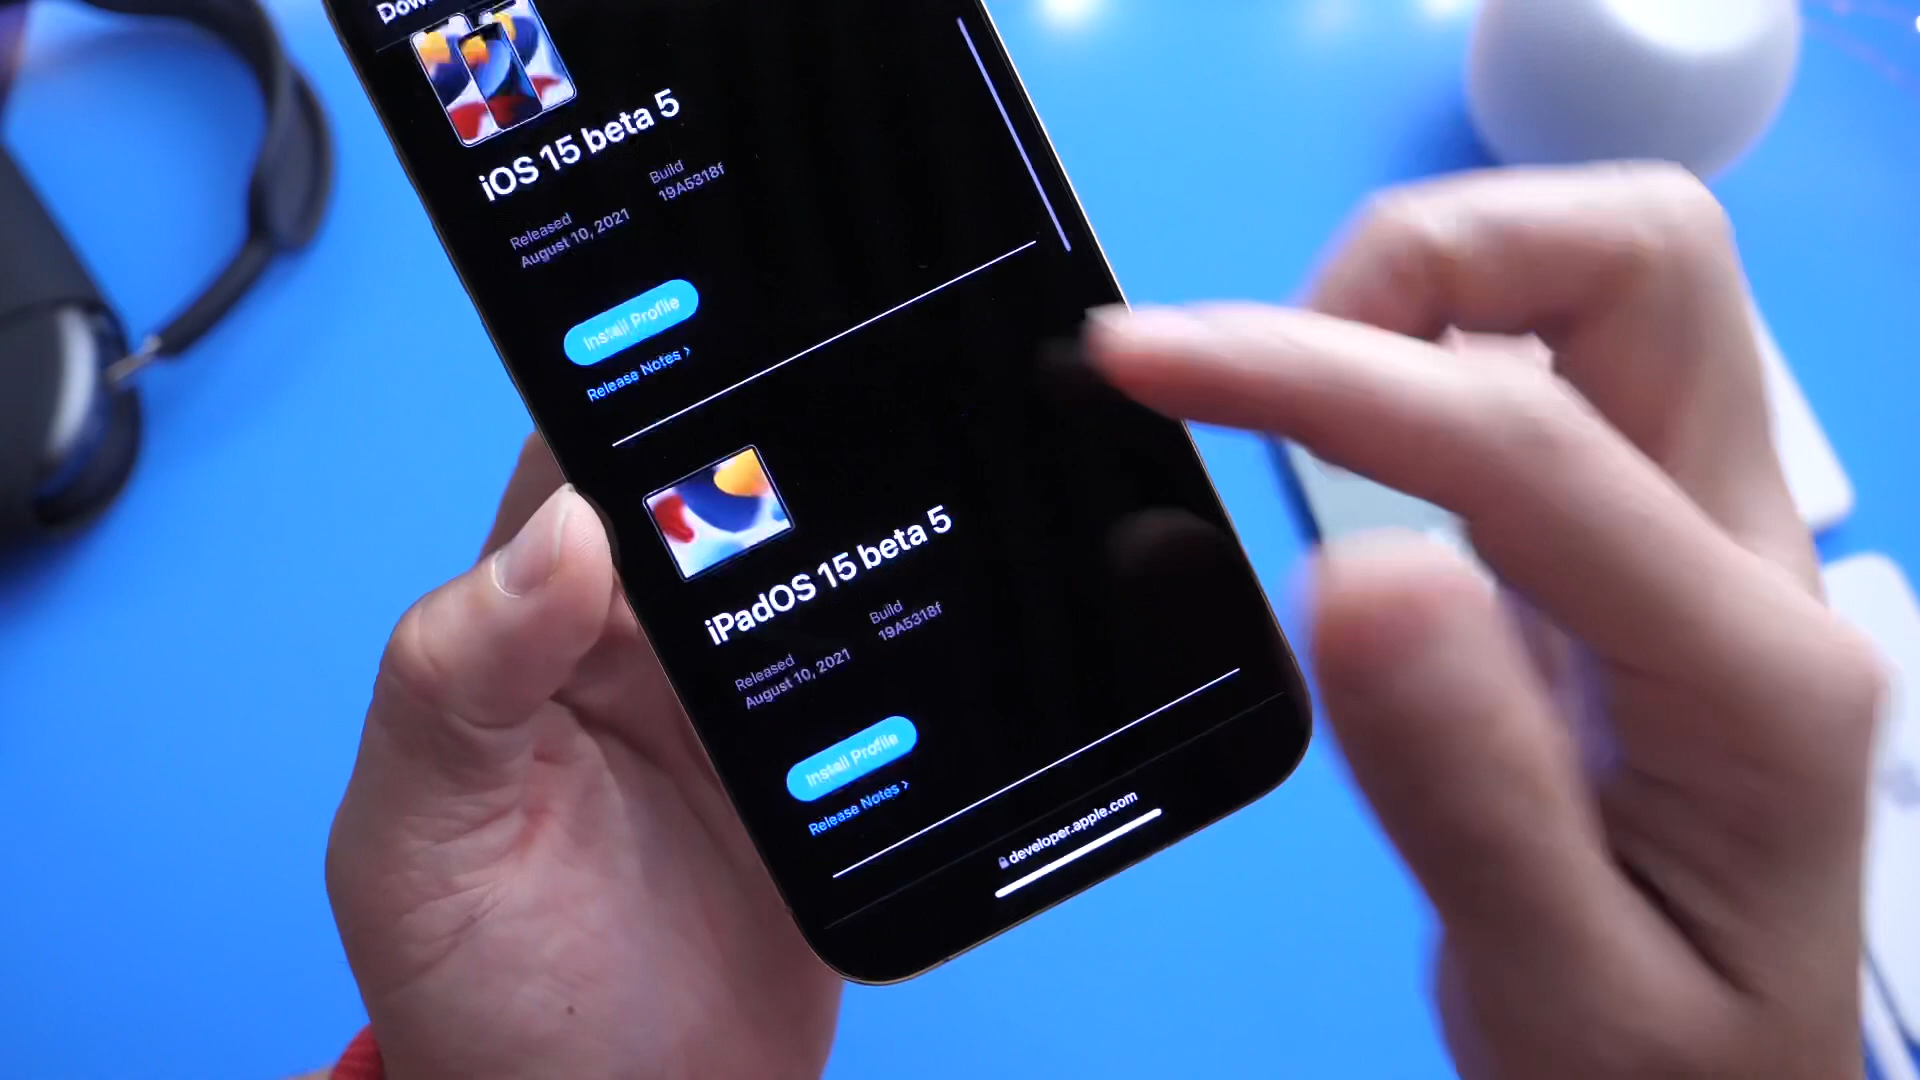 iOS 15 beta 5
Released
August 10, 2021
Build
19A5318f
Install Profile
Release Notes ›
iPadOS 15 beta 5
Released
August 10, 2021
Build
19A5318f
Install Profile
Release Notes ›
developer.apple.com